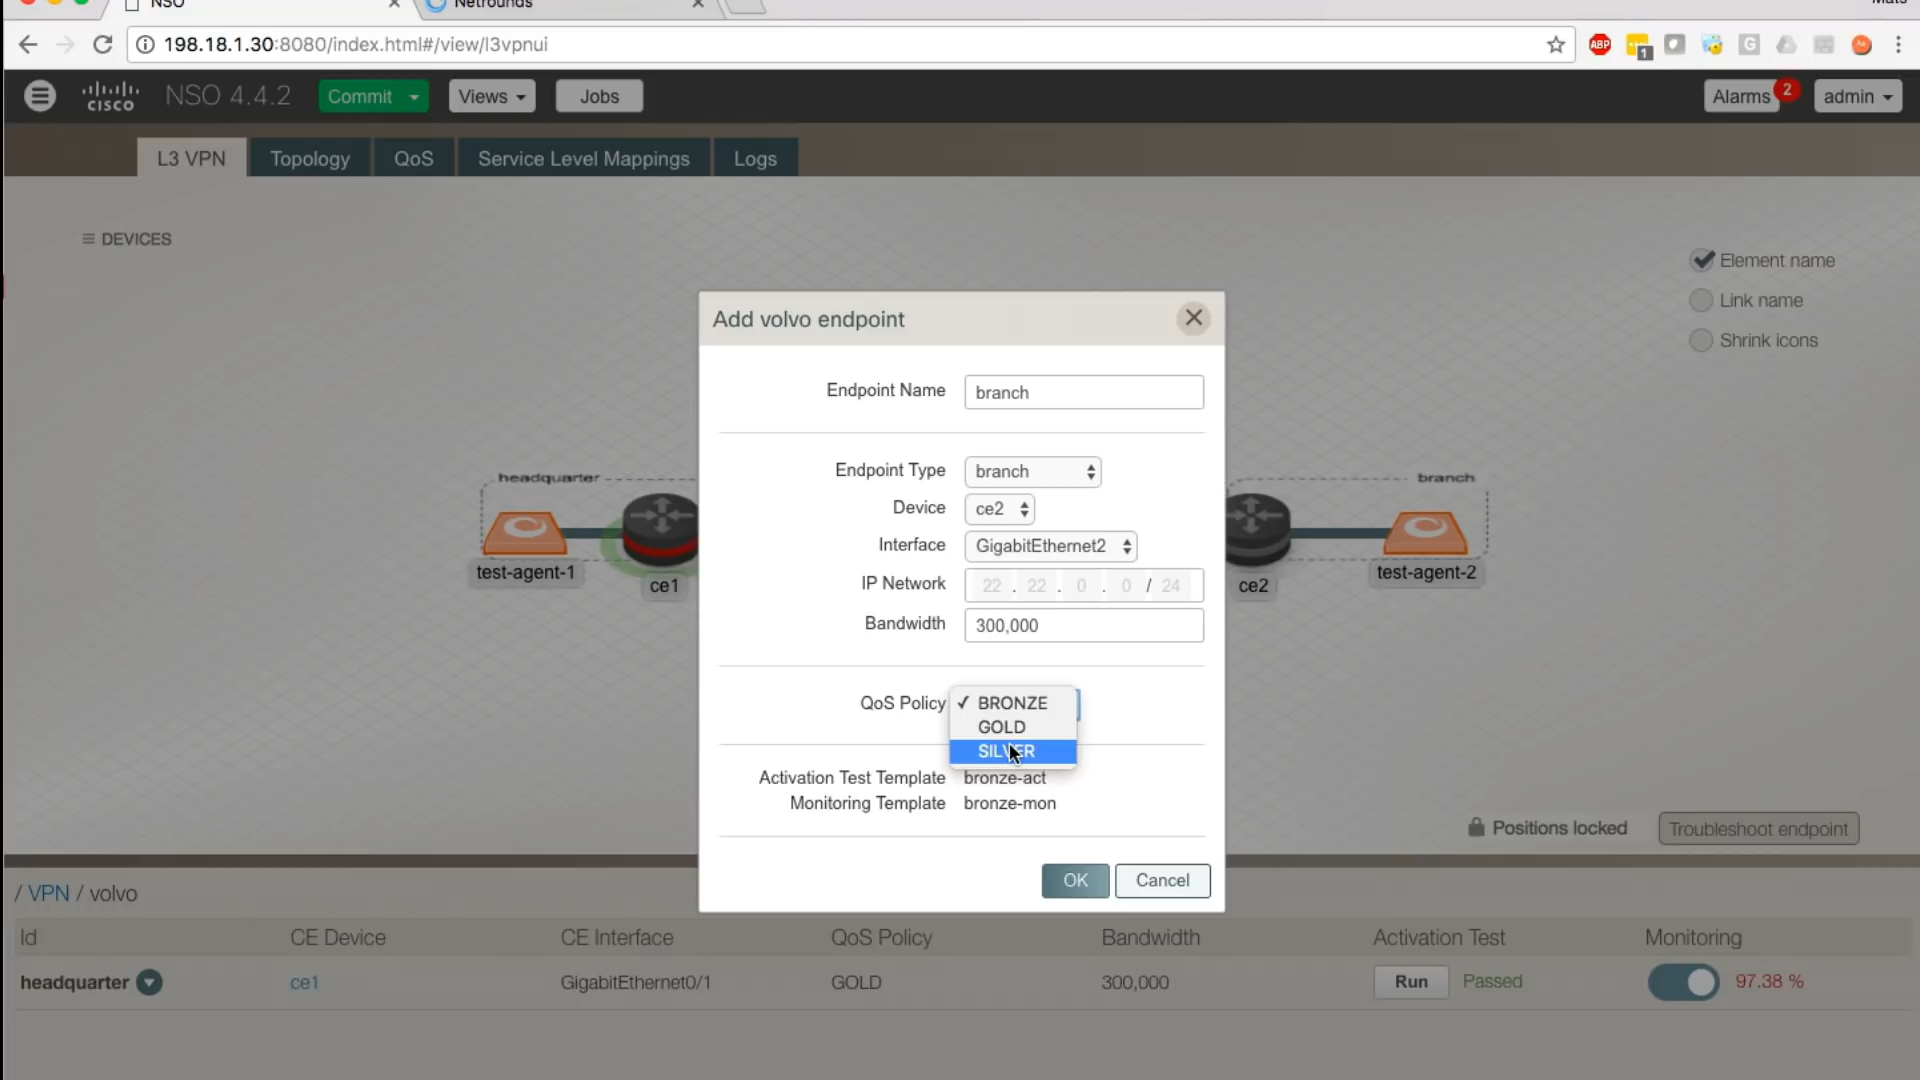 NSO
Netrounds
198.18.1.30:8080/index.html#/view/l3vpnui
ABP
1
G
cisco
NSO 4.4.2
Commit
Views
Jobs
Alarms
2
admin
L3 VPN
Topology
QoS
Service Level Mappings
Logs
DEVICES
Element name
Link name
Shrink icons
Add volvo endpoint
Endpoint Name branch
Endpoint Type branch
Device ce2
Interface GigabitEthernet2
IP Network 22 . 22 . 0 . 0 / 24
Bandwidth 300,000
QoS Policy ✓ BRONZE
GOLD
SILVER
Activation Test Template bronze-act
Monitoring Template bronze-mon
OK Cancel
headquarter
test-agent-1
ce1
branch
ce2
test-agent-2
Positions locked
Troubleshoot endpoint
/ VPN / volvo
Id CE Device CE Interface QoS Policy Bandwidth Activation Test Monitoring
headquarter ce1 GigabitEthernet0/1 GOLD 300,000 Run Passed 97.38 %